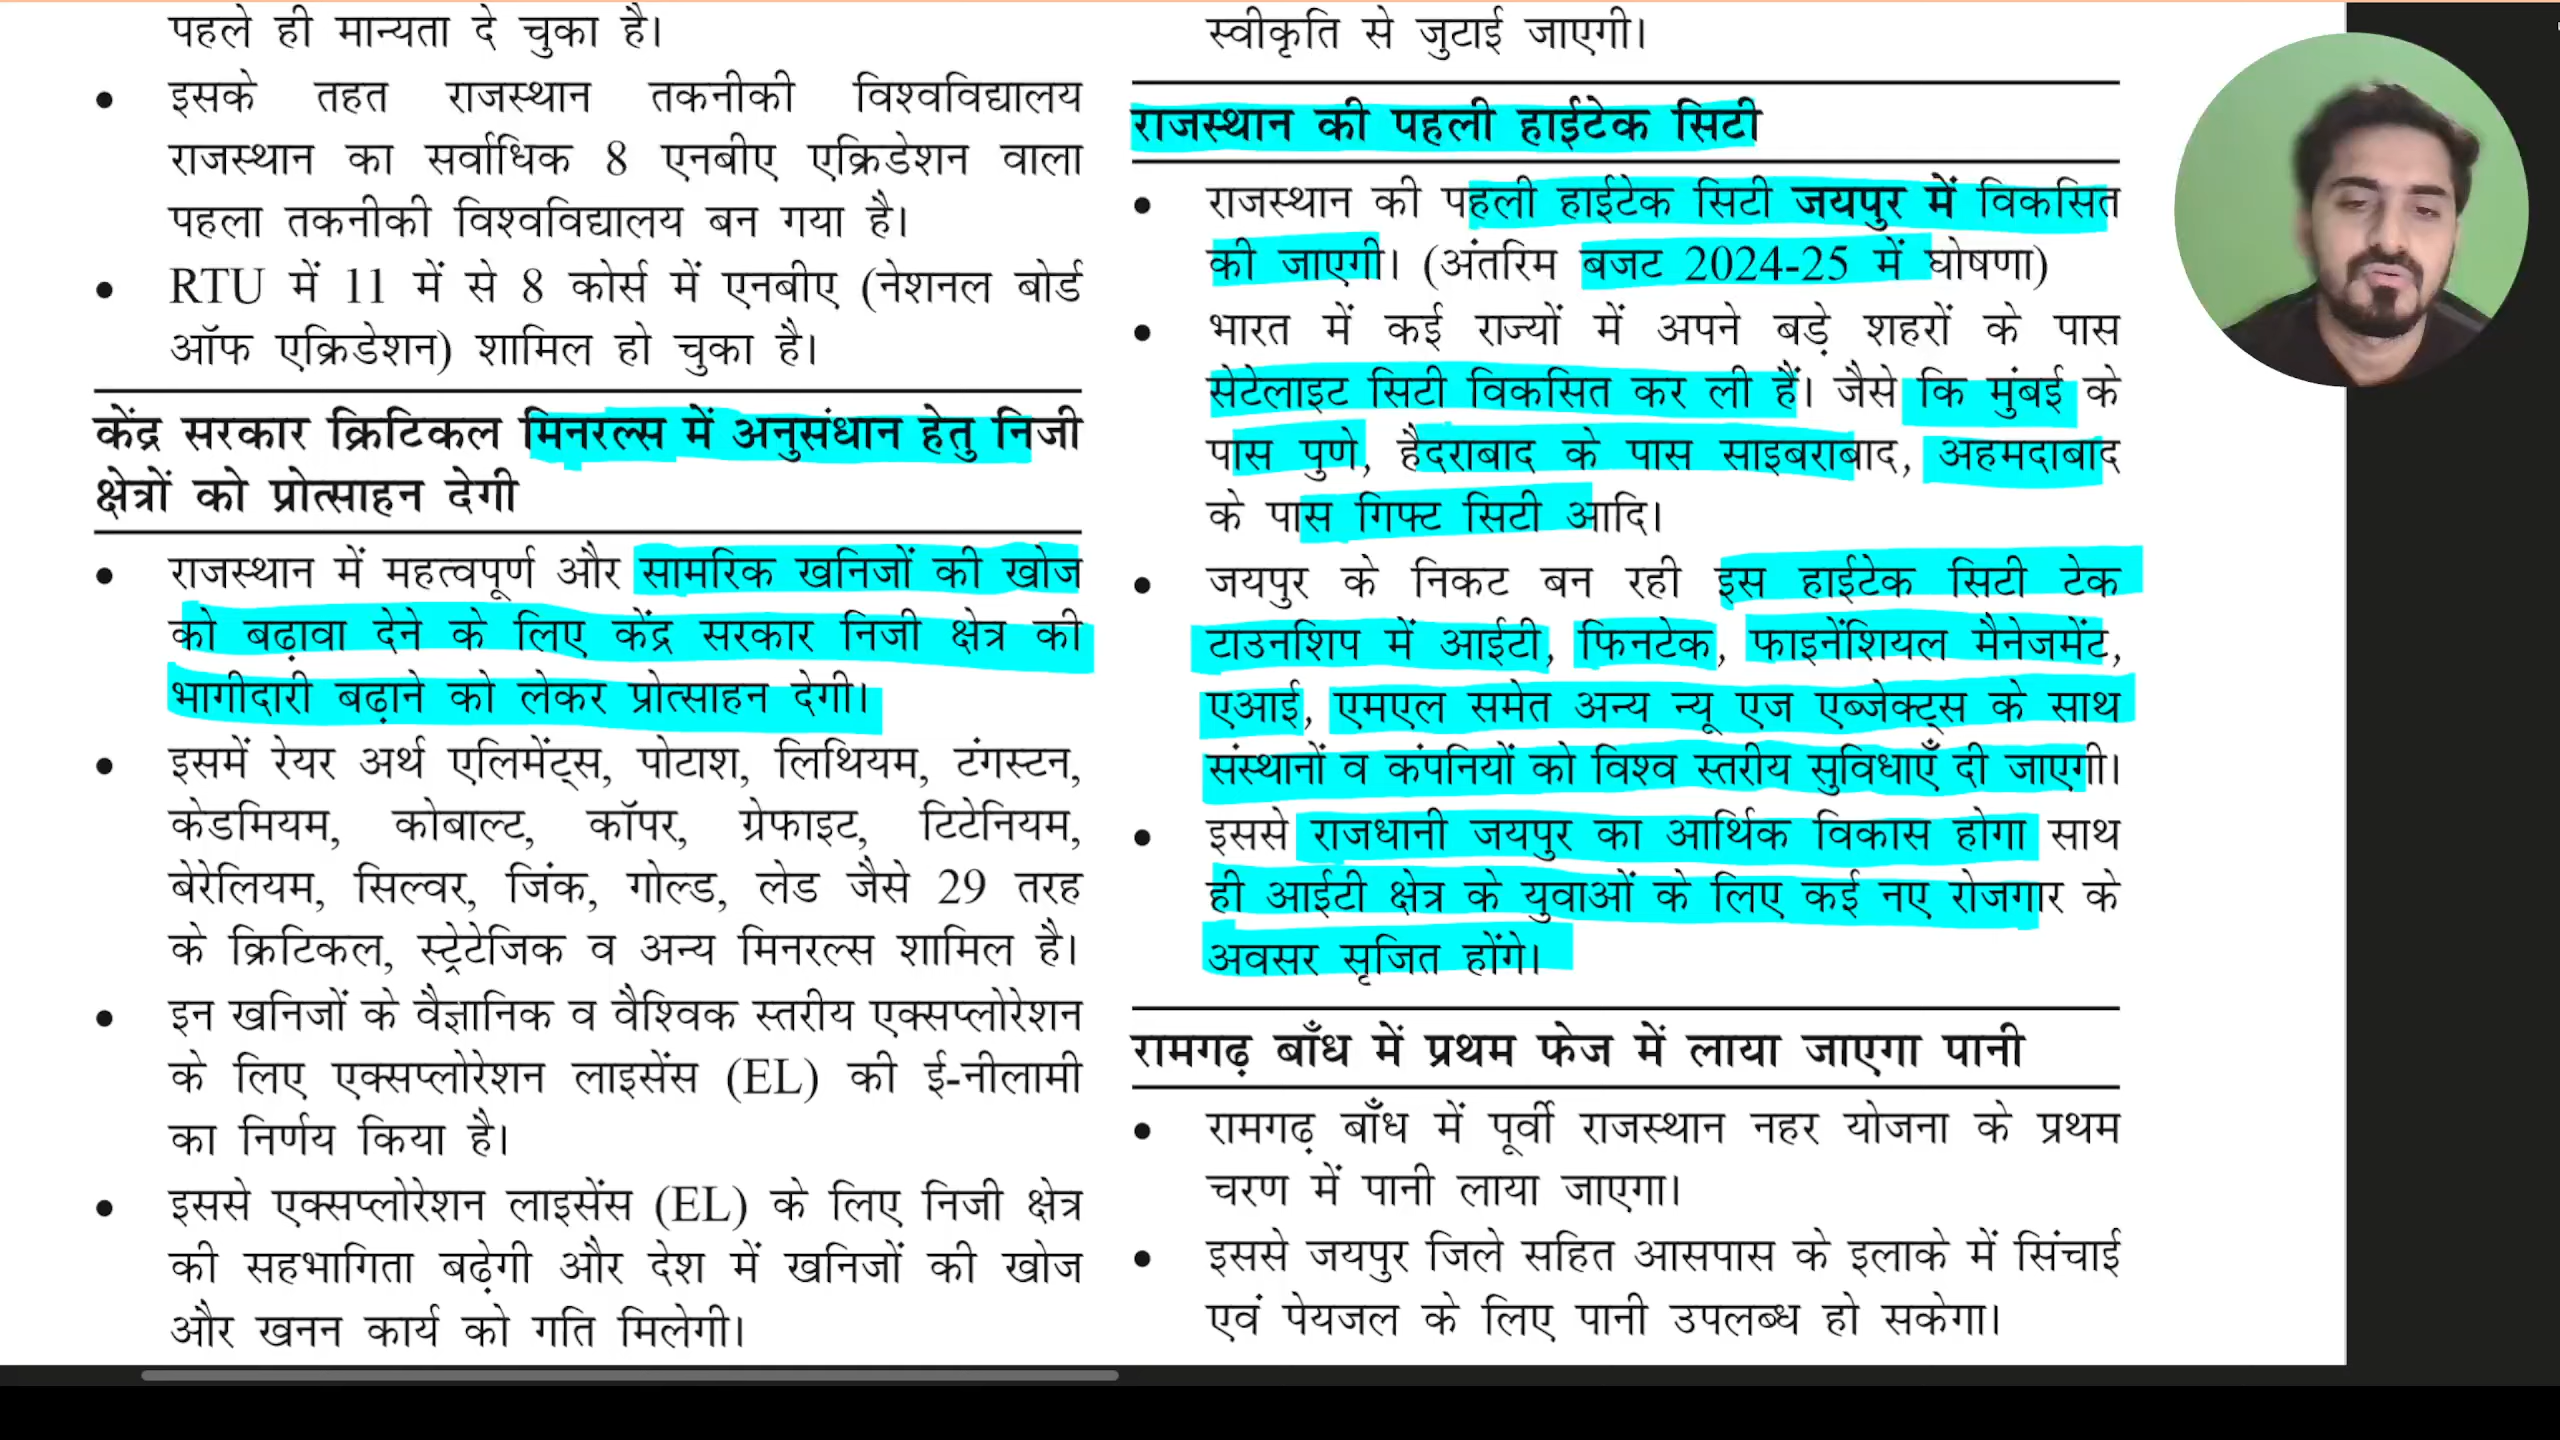 पहले ही मान्यता दे चुका है।
• इसके तहत राजस्थान तकनीकी विश्वविद्यालय
राजस्थान का सर्वाधिक 8 एनबीए एक्रिडेशन वाला
पहला तकनीकी विश्वविद्यालय बन गया है।
• RTU में 11 में से 8 कोर्स में एनबीए (नेशनल बोर्ड
ऑफ एक्रिडेशन) शामिल हो चुका है।
केंद्र सरकार क्रिटिकल मिनरल्स में अनुसंधान हेतु निजी
क्षेत्रों को प्रोत्साहन देगी
• राजस्थान में महत्वपूर्ण और सामरिक खनिजों की खोज
को बढ़ावा देने के लिए केंद्र सरकार निजी क्षेत्र की
भागीदारी बढ़ाने को लेकर प्रोत्साहन देगी।
• इसमें रेयर अर्थ एलिमेंट्स, पोटाश, लिथियम, टंगस्टन,
केडमियम, कोबाल्ट, कॉपर, ग्रेफाइट, टिटेनियम,
बेरेलियम, सिल्वर, जिंक, गोल्ड, लेड जैसे 29 तरह
के क्रिटिकल, स्ट्रेटेजिक व अन्य मिनरल्स शामिल है।
• इन खनिजों के वैज्ञानिक व वैश्विक स्तरीय एक्सप्लोरेशन
के लिए एक्सप्लोरेशन लाइसेंस (EL) की ई-नीलामी
का निर्णय किया है।
• इससे एक्सप्लोरेशन लाइसेंस (EL) के लिए निजी क्षेत्र
की सहभागिता बढ़ेगी और देश में खनिजों की खोज
और खनन कार्य को गति मिलेगी।
स्वीकृति से जुटाई जाएगी।
राजस्थान की पहली हाईटेक सिटी
• राजस्थान की पहली हाईटेक सिटी जयपुर में विकसित
की जाएगी। (अंतरिम बजट 2024-25 में घोषणा)
• भारत में कई राज्यों में अपने बड़े शहरों के पास
सेटेलाइट सिटी विकसित कर ली हैं। जैसे कि मुंबई के
पास पुणे, हैदराबाद के पास साइबराबाद, अहमदाबाद
के पास गिफ्ट सिटी आदि।
• जयपुर के निकट बन रही इस हाईटेक सिटी टेक
टाउनशिप में आईटी, फिनटेक, फाइनेंशियल मैनेजमेंट,
एआई, एमएल समेत अन्य न्यू एज एब्जेक्ट्स के साथ
संस्थानों व कंपनियों को विश्व स्तरीय सुविधाएँ दी जाएगी।
• इससे राजधानी जयपुर का आर्थिक विकास होगा साथ
ही आईटी क्षेत्र के युवाओं के लिए कई नए रोजगार के
अवसर सृजित होंगे।
रामगढ़ बाँध में प्रथम फेज में लाया जाएगा पानी
• रामगढ़ बाँध में पूर्वी राजस्थान नहर योजना के प्रथम
चरण में पानी लाया जाएगा।
• इससे जयपुर जिले सहित आसपास के इलाके में सिंचाई
एवं पेयजल के लिए पानी उपलब्ध हो सकेगा।